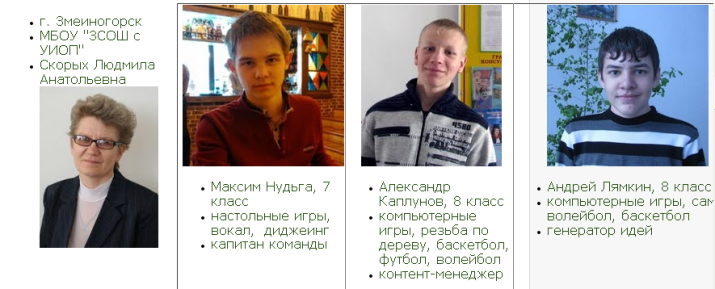 г. Змеиногорск
МБОУ "ЗСОШ с
УИОП"
Скорых Людмила
Анатольевна
Максим Нудьга, 7
класс
настольные игры,
вокал, диджеинг
капитан команды
Александр
Каплунов, 8 класс
компьютерные
игры, резьба по
дереву, баскетбол,
футбол, волейбол
контент-менеджер
Андрей Лямкин, 8 класс
компьютерные игры, сам
волейбол, баскетбол
генератор идей